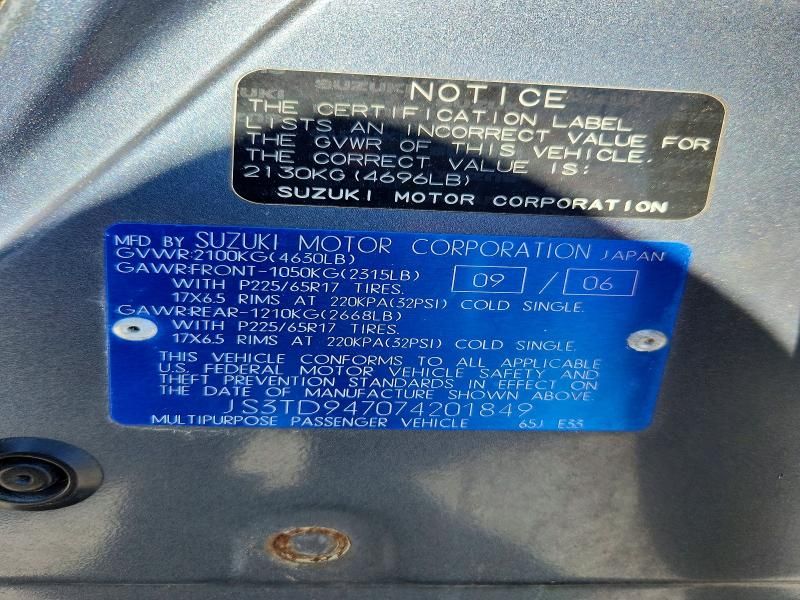 NOTICE
THE CERTIFICATION LABEL
LISTS AN INCORRECT VALUE FOR
THE GVWR OF THIS VEHICLE.
THE CORRECT VALUE IS:
2130KG(4696LB)
SUZUKI MOTOR CORPORATION
MFD BY SUZUKI MOTOR CORPORATION JAPAN
GVWR:2100KG(4630LB)
GAWR:FRONT-1050KG(2315LB) 09 / 06
WITH P225/65R17 TIRES.
17X6.5 RIMS AT 220KPA(32PSI) COLD SINGLE.
GAWR:REAR-1210KG(2668LB)
WITH P225/65R17 TIRES.
17X6.5 RIMS AT 220KPA(32PSI) COLD SINGLE.
THIS VEHICLE CONFORMS TO ALL APPLICABLE
U.S. FEDERAL MOTOR VEHICLE SAFETY AND
THEFT PREVENTION STANDARDS IN EFFECT ON
THE DATE OF MANUFACTURE SHOWN ABOVE.
JS3TD947074201849
MULTIPURPOSE PASSENGER VEHICLE 65J E33